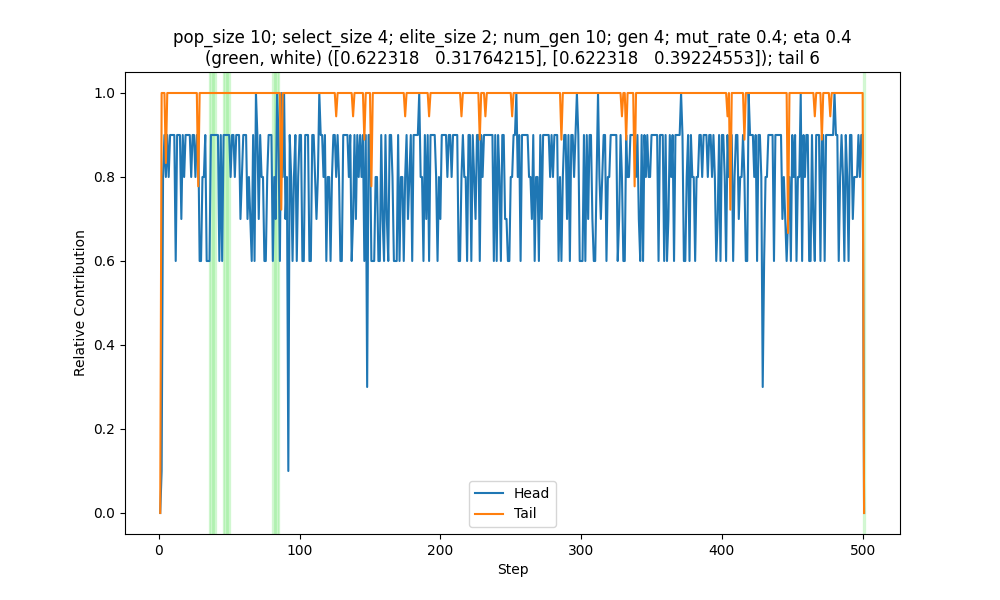 pop_size 10; select_size 4; elite_size 2; num_gen 10; gen 4; mut_rate 0.4; eta 0.4
(green, white) ([0.622318 0.31764215], [0.622318 0.39224553]); tail 6
1.0
0.8
0.6
0.4
0.2
0.0
Relative Contribution
Head
Tail
0
100
200
300
400
500
Step